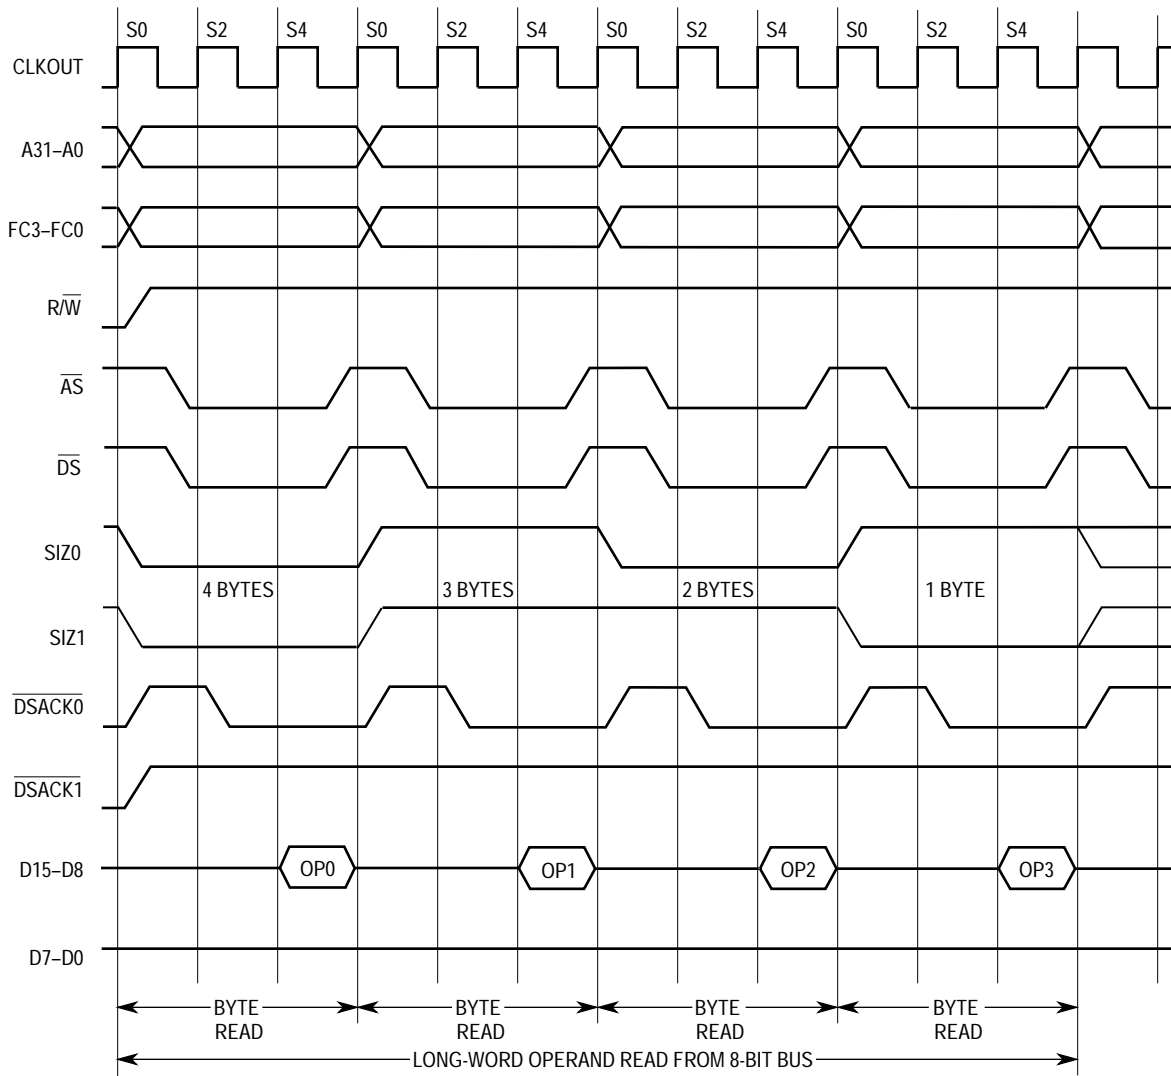 S0 S2 S4 S0 S2 S4 S0 S2 S4 S0 S2 S4
CLKOUT
A31–A0
FC3–FC0
R/W
AS
DS
SIZ0
4 BYTES 3 BYTES 2 BYTES 1 BYTE
SIZ1
DSACK0
DSACK1
D15–D8 OP0 OP1 OP2 OP3
D7–D0
BYTE READ
BYTE READ
BYTE READ
BYTE READ
LONG-WORD OPERAND READ FROM 8-BIT BUS